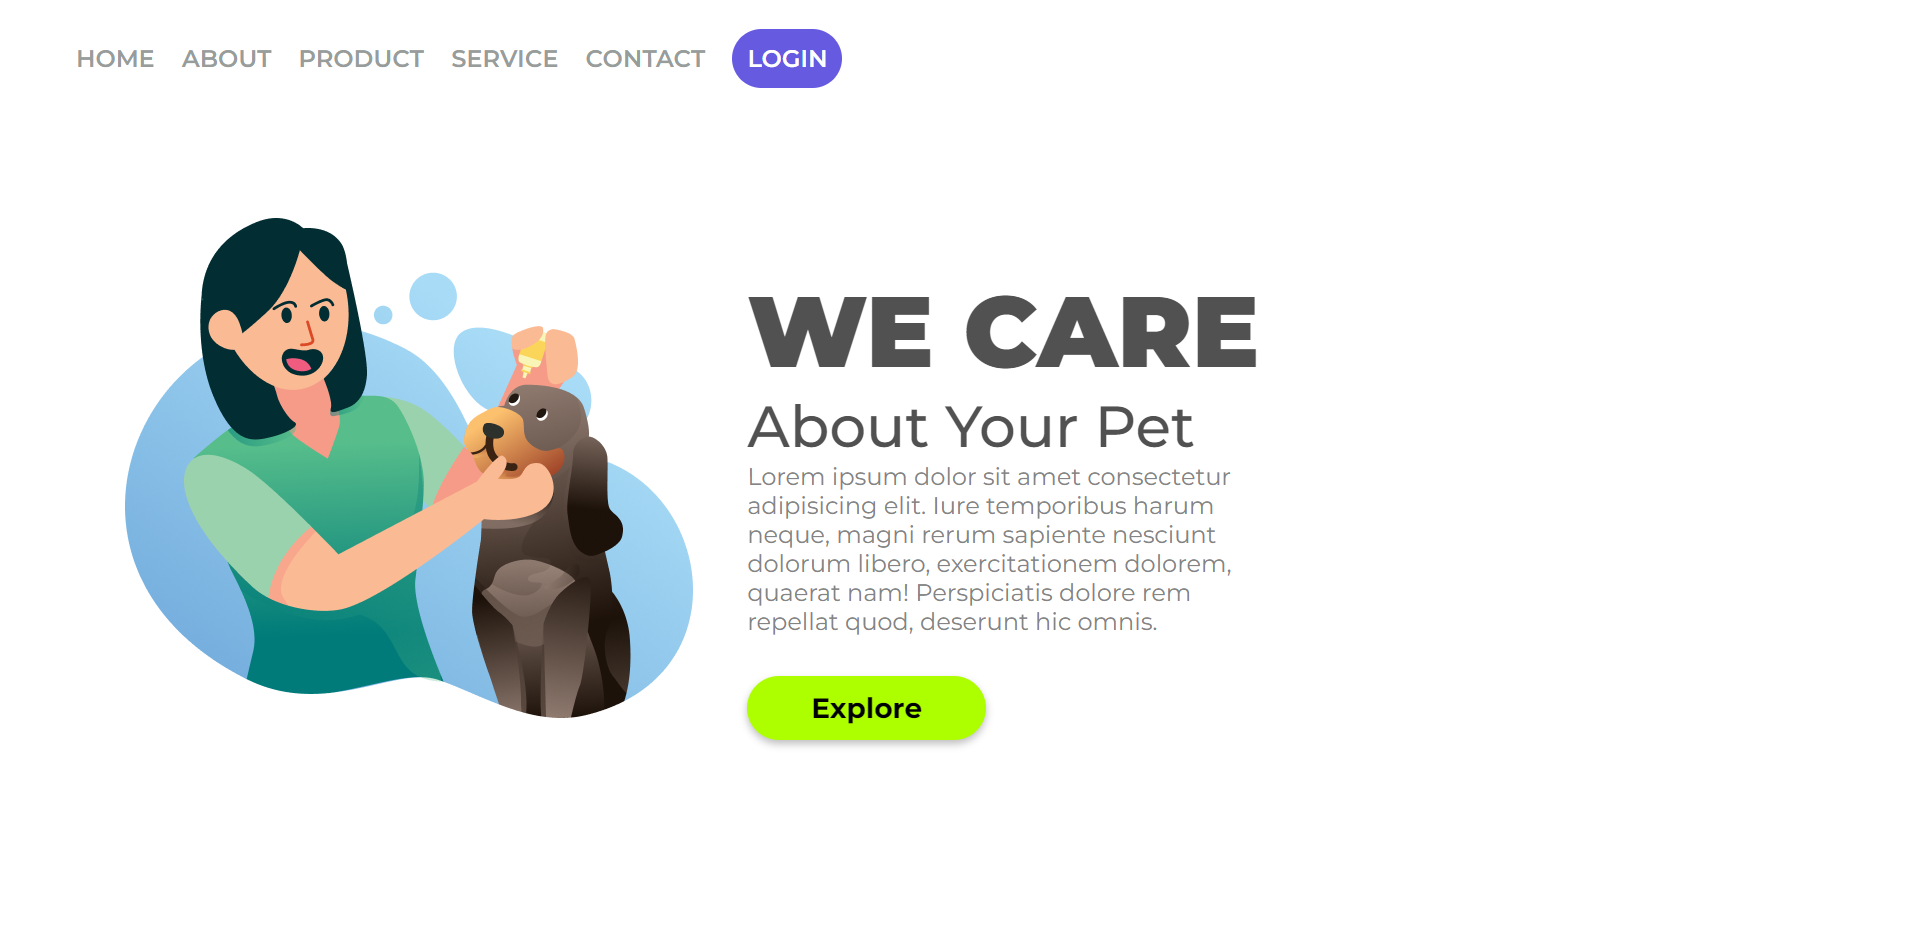 HOME ABOUT PRODUCT SERVICE CONTACT LOGIN
WE CARE
About Your Pet
Lorem ipsum dolor sit amet consectetur
adipisicing elit. Iure temporibus harum
neque, magni rerum sapiente nesciunt
dolorum libero, exercitationem dolorem,
quaerat nam! Perspiciatis dolore rem
repellat quod, deserunt hic omnis.
Explore